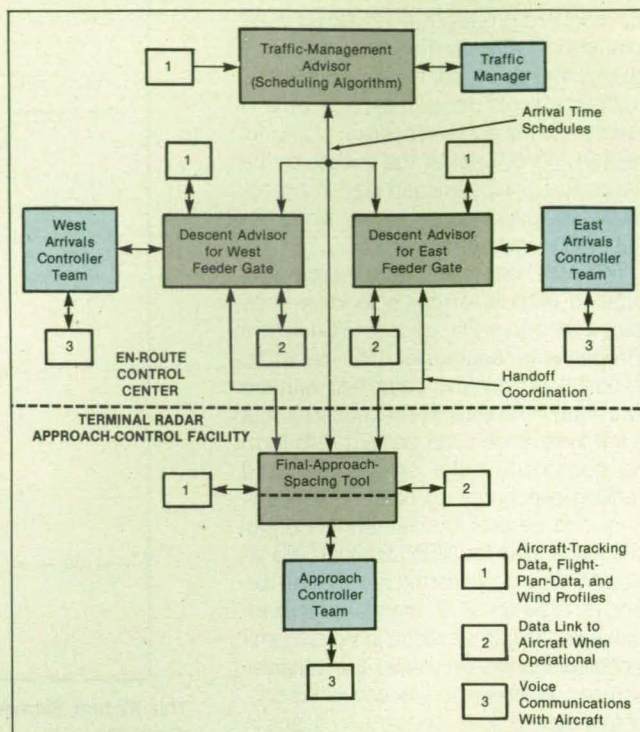 Traffic-Management
Advisor
(Scheduling Algorithm)
1
Traffic
Manager
Arrival Time
Schedules
1
1
West
Arrivals
Controller
Team
Descent Advisor
for West
Feeder Gate
Descent Advisor
for East
Feeder Gate
East
Arrivals
Controller
Team
3
2
2
3
EN-ROUTE
CONTROL
CENTER
Handoff
Coordination
TERMINAL RADAR
APPROACH-CONTROL FACILITY
Final-Approach-
Spacing Tool
1
2
Approach
Controller
Team
3
1
Aircraft-Tracking
Data, Flight-
Plan-Data, and
Wind Profiles
2
Data Link to
Aircraft When
Operational
3
Voice
Communications
With Aircraft